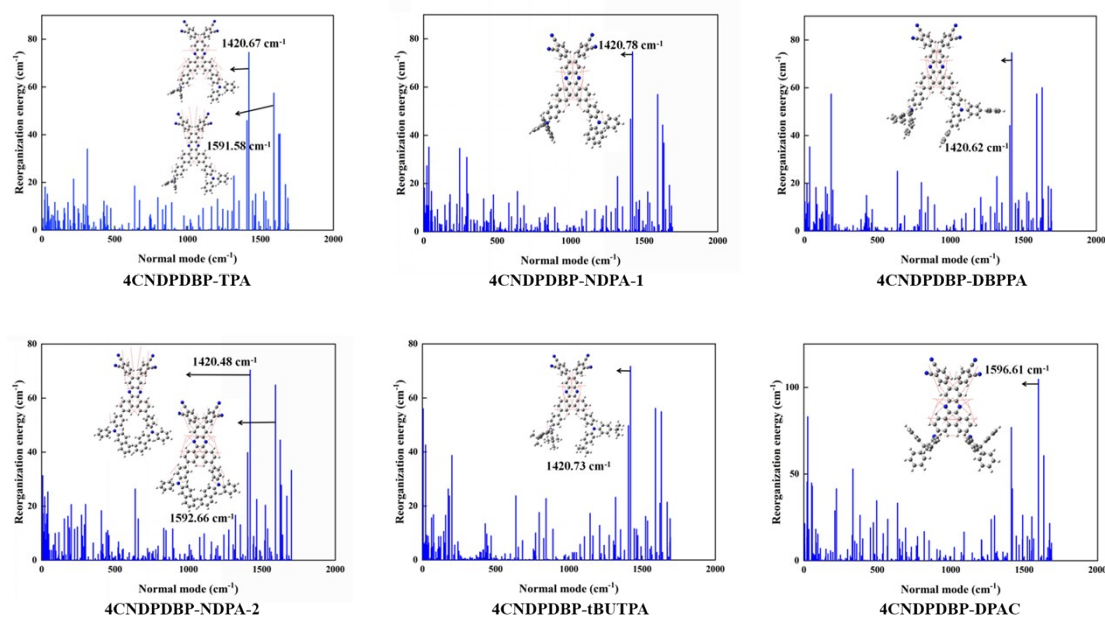 Reorganization energy (cm⁻¹)
80
60
40
20
0
1420.67 cm⁻¹
1591.58 cm⁻¹
0
500
1000
1500
2000
Normal mode (cm⁻¹)
4CNDPDBP-TPA
Reorganization energy (cm⁻¹)
80
60
40
20
0
1420.78 cm⁻¹
0
500
1000
1500
2000
Normal mode (cm⁻¹)
4CNDPDBP-NDPA-1
Reorganization energy (cm⁻¹)
80
60
40
20
0
1420.62 cm⁻¹
0
500
1000
1500
2000
Normal mode (cm⁻¹)
4CNDPDBP-DBPPA
Reorganization energy (cm⁻¹)
80
60
40
20
0
1420.48 cm⁻¹
1592.66 cm⁻¹
0
500
1000
1500
2000
Normal mode (cm⁻¹)
4CNDPDBP-NDPA-2
Reorganization energy (cm⁻¹)
80
60
40
20
0
1420.73 cm⁻¹
0
500
1000
1500
2000
Normal mode (cm⁻¹)
4CNDPDBP-tBUTPA
Reorganization energy (cm⁻¹)
100
50
0
1596.61 cm⁻¹
0
500
1000
1500
2000
Normal mode (cm⁻¹)
4CNDPDBP-DPAC